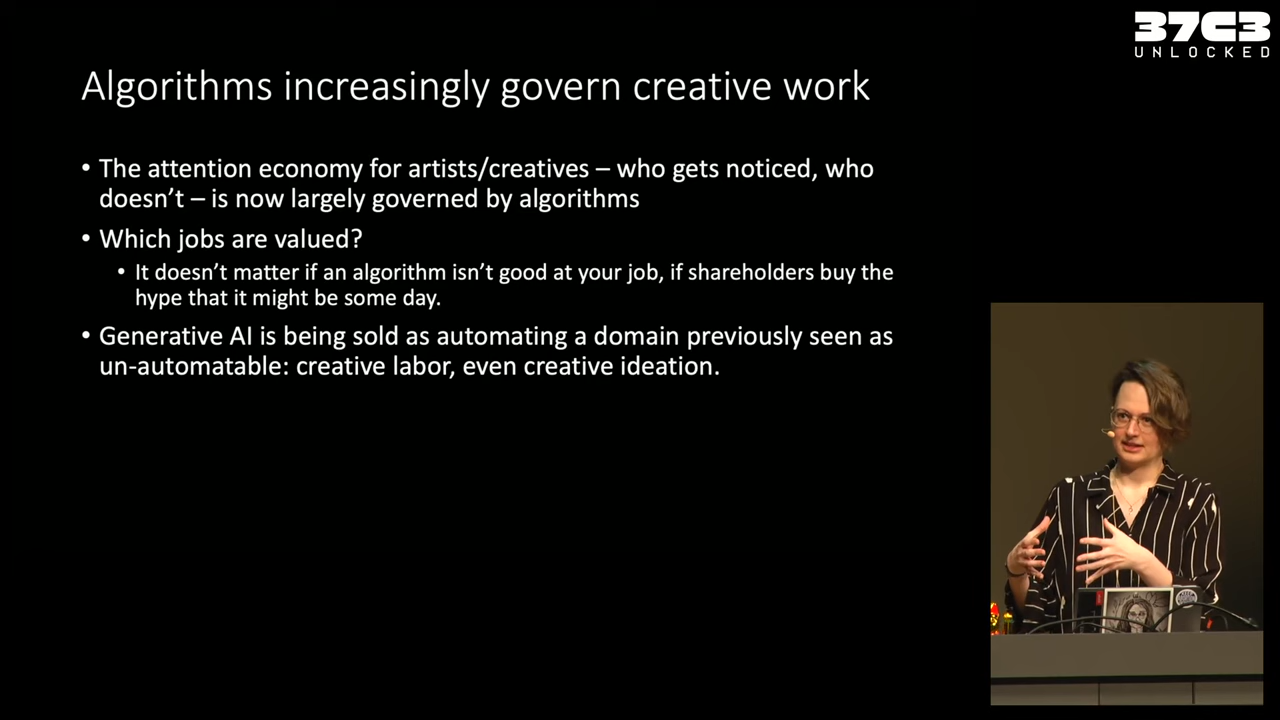 37C3
UNLOCKED
Algorithms increasingly govern creative work
• The attention economy for artists/creatives – who gets noticed, who
doesn’t – is now largely governed by algorithms
• Which jobs are valued?
• It doesn’t matter if an algorithm isn’t good at your job, if shareholders buy the
hype that it might be some day.
• Generative AI is being sold as automating a domain previously seen as
un-automatable: creative labor, even creative ideation.